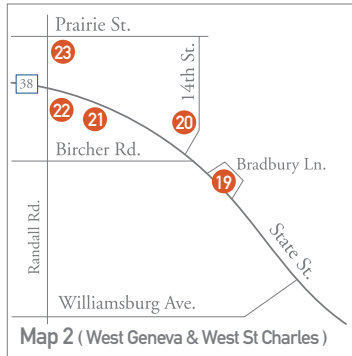 Prairie St.
23
14th St.
38
22
21
20
Bircher Rd.
Bradbury Ln.
19
Randall Rd.
State St.
Williamsburg Ave.
Map 2 ( West Geneva & West St Charles )